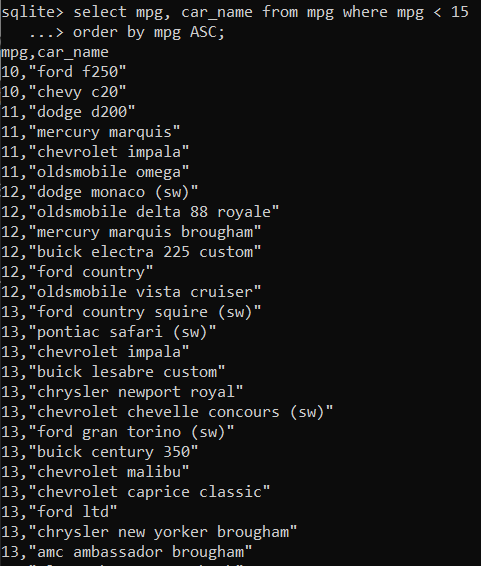 sqlite> select mpg, car_name from mpg where mpg < 15
...> order by mpg ASC;
mpg,car_name
10,"ford f250"
10,"chevy c20"
11,"dodge d200"
11,"mercury marquis"
11,"chevrolet impala"
11,"oldsmobile omega"
12,"dodge monaco (sw)"
12,"oldsmobile delta 88 royale"
12,"mercury marquis brougham"
12,"buick electra 225 custom"
12,"ford country"
12,"oldsmobile vista cruiser"
13,"ford country squire (sw)"
13,"pontiac safari (sw)"
13,"chevrolet impala"
13,"buick lesabre custom"
13,"chrysler newport royal"
13,"chevrolet chevelle concours (sw)"
13,"ford gran torino (sw)"
13,"buick century 350"
13,"chevrolet malibu"
13,"chevrolet caprice classic"
13,"ford ltd"
13,"chrysler new yorker brougham"
13,"amc ambassador brougham"